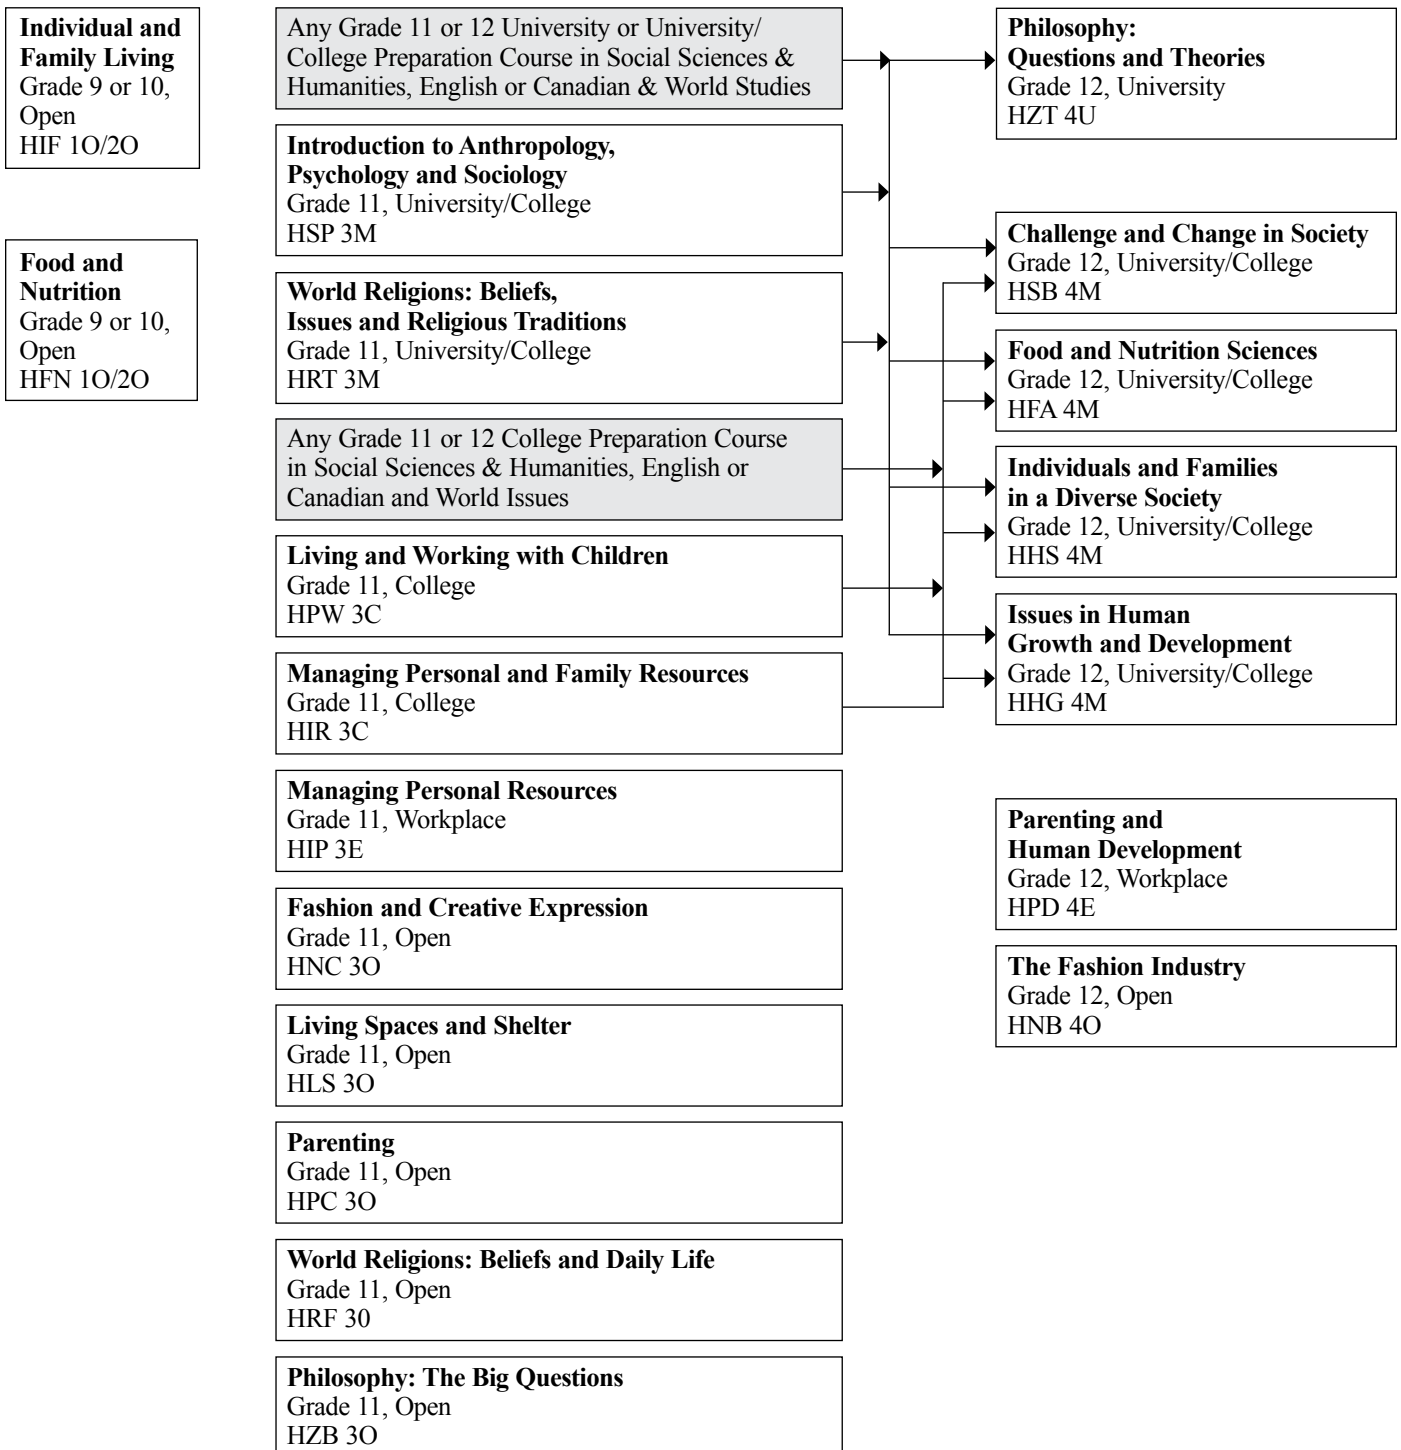 Individual and
Family Living
Grade 9 or 10,
Open
HIF 1O/2O
Food and
Nutrition
Grade 9 or 10,
Open
HFN 1O/2O
Any Grade 11 or 12 University or University/
College Preparation Course in Social Sciences &
Humanities, English or Canadian & World Studies
Introduction to Anthropology,
Psychology and Sociology
Grade 11, University/College
HSP 3M
World Religions: Beliefs,
Issues and Religious Traditions
Grade 11, University/College
HRT 3M
Any Grade 11 or 12 College Preparation Course
in Social Sciences & Humanities, English or
Canadian and World Issues
Living and Working with Children
Grade 11, College
HPW 3C
Managing Personal and Family Resources
Grade 11, College
HIR 3C
Managing Personal Resources
Grade 11, Workplace
HIP 3E
Fashion and Creative Expression
Grade 11, Open
HNC 3O
Living Spaces and Shelter
Grade 11, Open
HLS 3O
Parenting
Grade 11, Open
HPC 3O
World Religions: Beliefs and Daily Life
Grade 11, Open
HRF 30
Philosophy: The Big Questions
Grade 11, Open
HZB 3O
Philosophy:
Questions and Theories
Grade 12, University
HZT 4U
Challenge and Change in Society
Grade 12, University/College
HSB 4M
Food and Nutrition Sciences
Grade 12, University/College
HFA 4M
Individuals and Families
in a Diverse Society
Grade 12, University/College
HHS 4M
Issues in Human
Growth and Development
Grade 12, University/College
HHG 4M
Parenting and
Human Development
Grade 12, Workplace
HPD 4E
The Fashion Industry
Grade 12, Open
HNB 4O